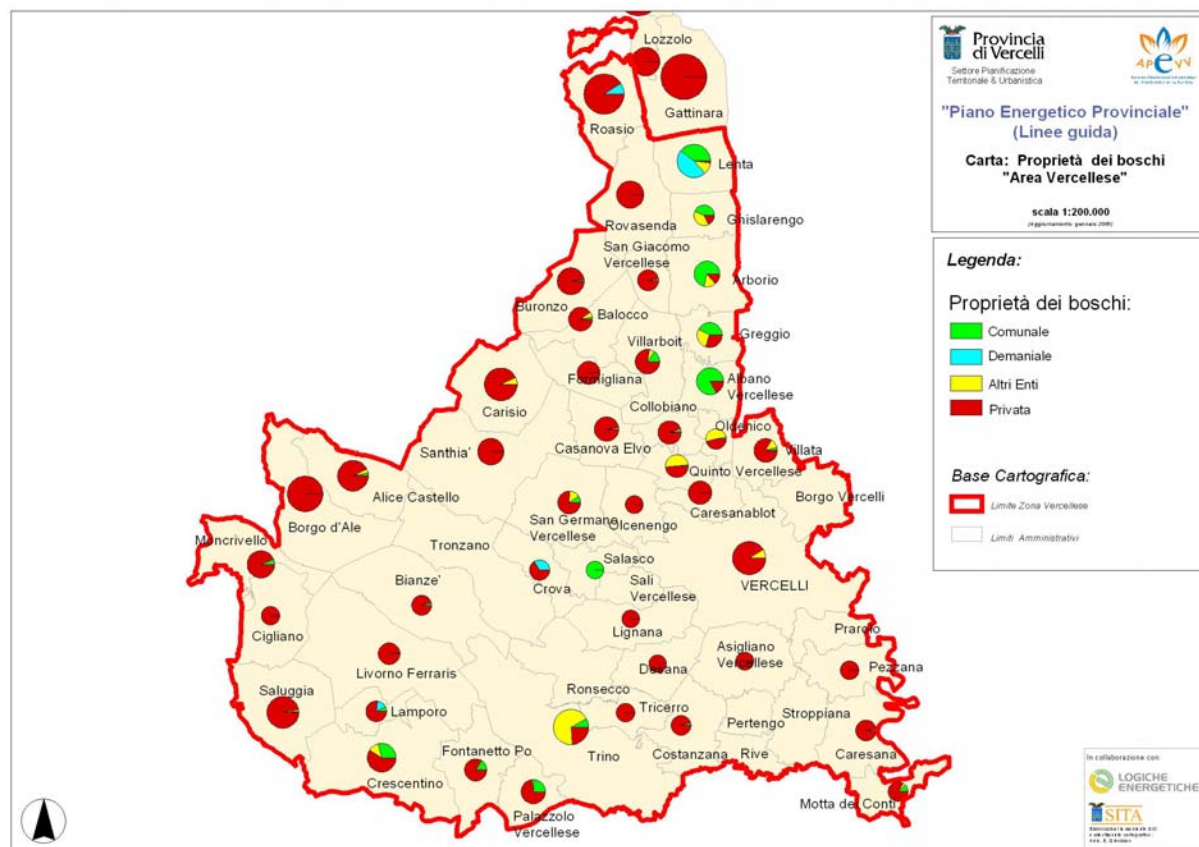 Provincia
di Vercelli
Settore Pianificazione
Territoriale & Urbanistica
"Piano Energetico Provinciale"
(Linee guida)
Carta: Proprietà dei boschi
"Area Vercellese"
scala 1:200.000
Legenda:
Proprietà dei boschi:
Comunale
Demaniale
Altri Enti
Privata
Base Cartografica:
Limite Zona Vercellese
Limiti Amministrativi
In collaborazione con
LOGICHE
ENERGETICHE
SITA
Lozzolo
Gattinara
Roasio
Lenta
Rovasenda
Ghislarengo
San Giacomo
Vercellese
Arborio
Buronzo
Balocco
Greggio
Villarboit
Formigliana
Albano
Vercellese
Carisio
Collobiano
Oldenico
Casanova Elvo
Villata
Santhia'
Quinto Vercellese
Alice Castello
Borgo Vercelli
Caresanablot
Borgo d'Ale
San Germano
Vercellese
Olcenengo
Moncrivello
Tronzano
Salasco
Bianze'
Crova
Sali
Vercellese
VERCELLI
Cigliano
Lignana
Prarolo
Asigliano
Vercellese
Desana
Pezzana
Livorno Ferraris
Saluggia
Ronsecco
Lamporo
Tricerro
Stroppiana
Pertengo
Fontanetto Po
Trino
Costanzana
Rive
Caresana
Crescentino
Motta dei Conti
Palazzolo
Vercellese